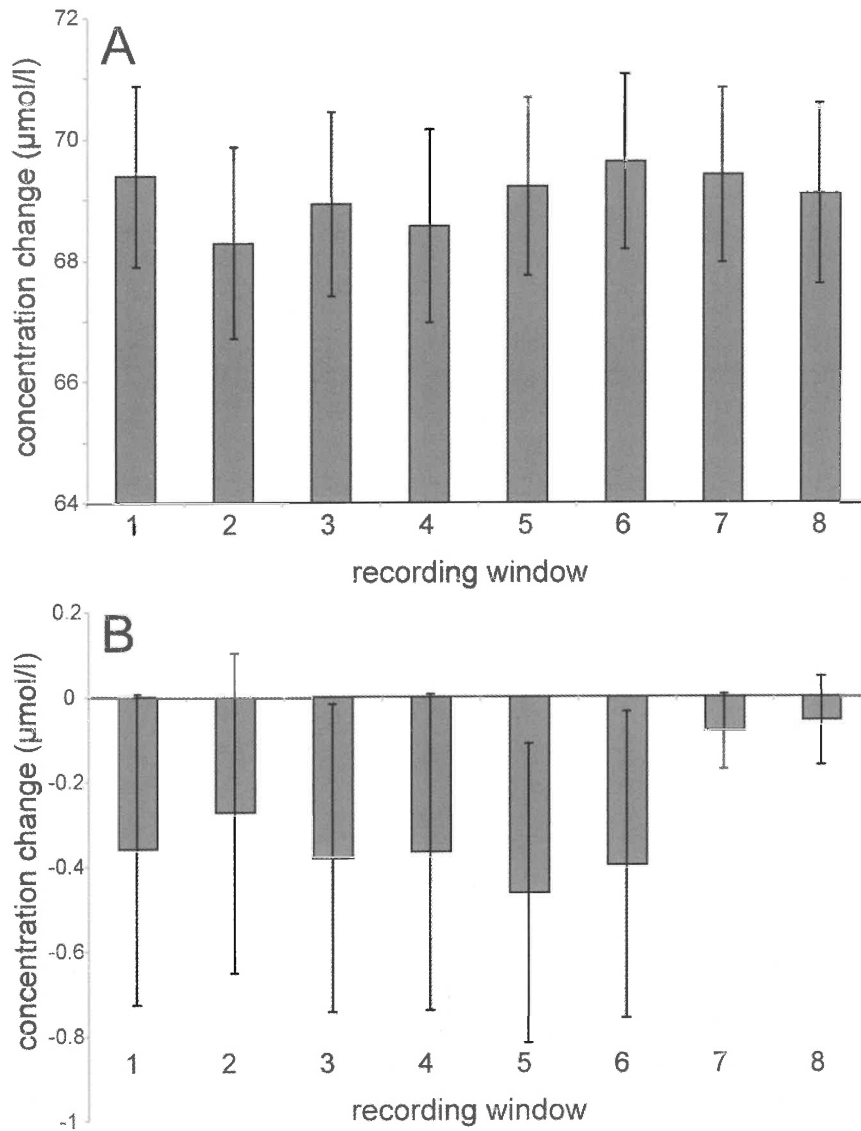 A
concentration change (µmol/l)
72
70
68
66
64
1 2 3 4 5 6 7 8
recording window
B
concentration change (µmol/l)
0.2
0
-0.2
-0.4
-0.6
-0.8
-1
1 2 3 4 5 6 7 8
recording window